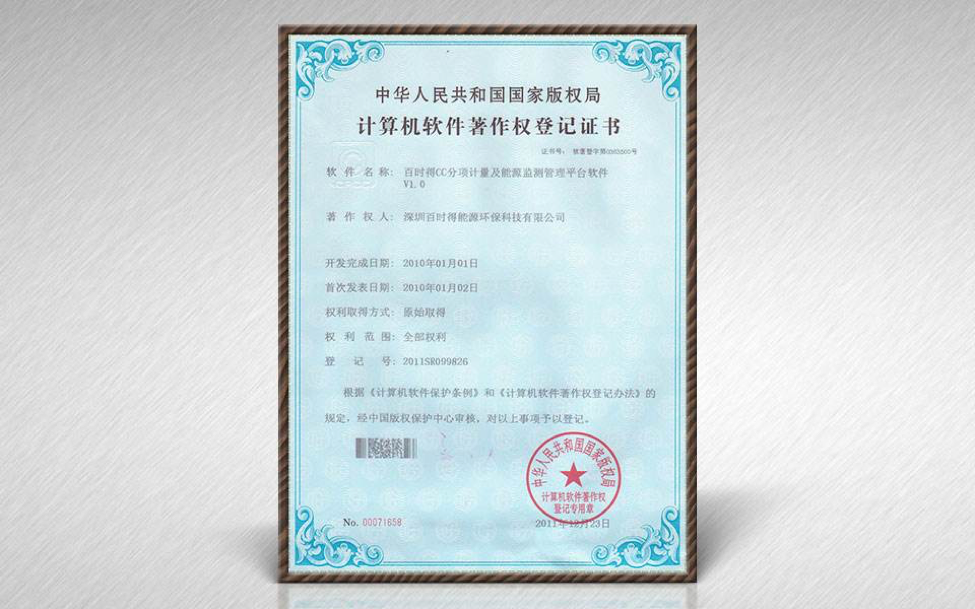 中华人民共和国国家版权局
计算机软件著作权登记证书
证书号： 软著登字第
软件名称： 百时得CC分项计量及能源监测管理平台软件
V1.0
著作权人： 深圳百时得能源环保科技有限公司
开发完成日期： 2010年01月01日
首次发表日期： 2010年01月02日
权利取得方式： 原始取得
权利范围： 全部权利
登记号： 2011SR099826
根据《计算机软件保护条例》和《计算机软件著作权登记办法》的
规定，经中国版权保护中心审核，对以上事项予以登记。
中华人民共和国国家版权局
计算机软件著作权
登记专用章
No. 00071658
2011年12月23日